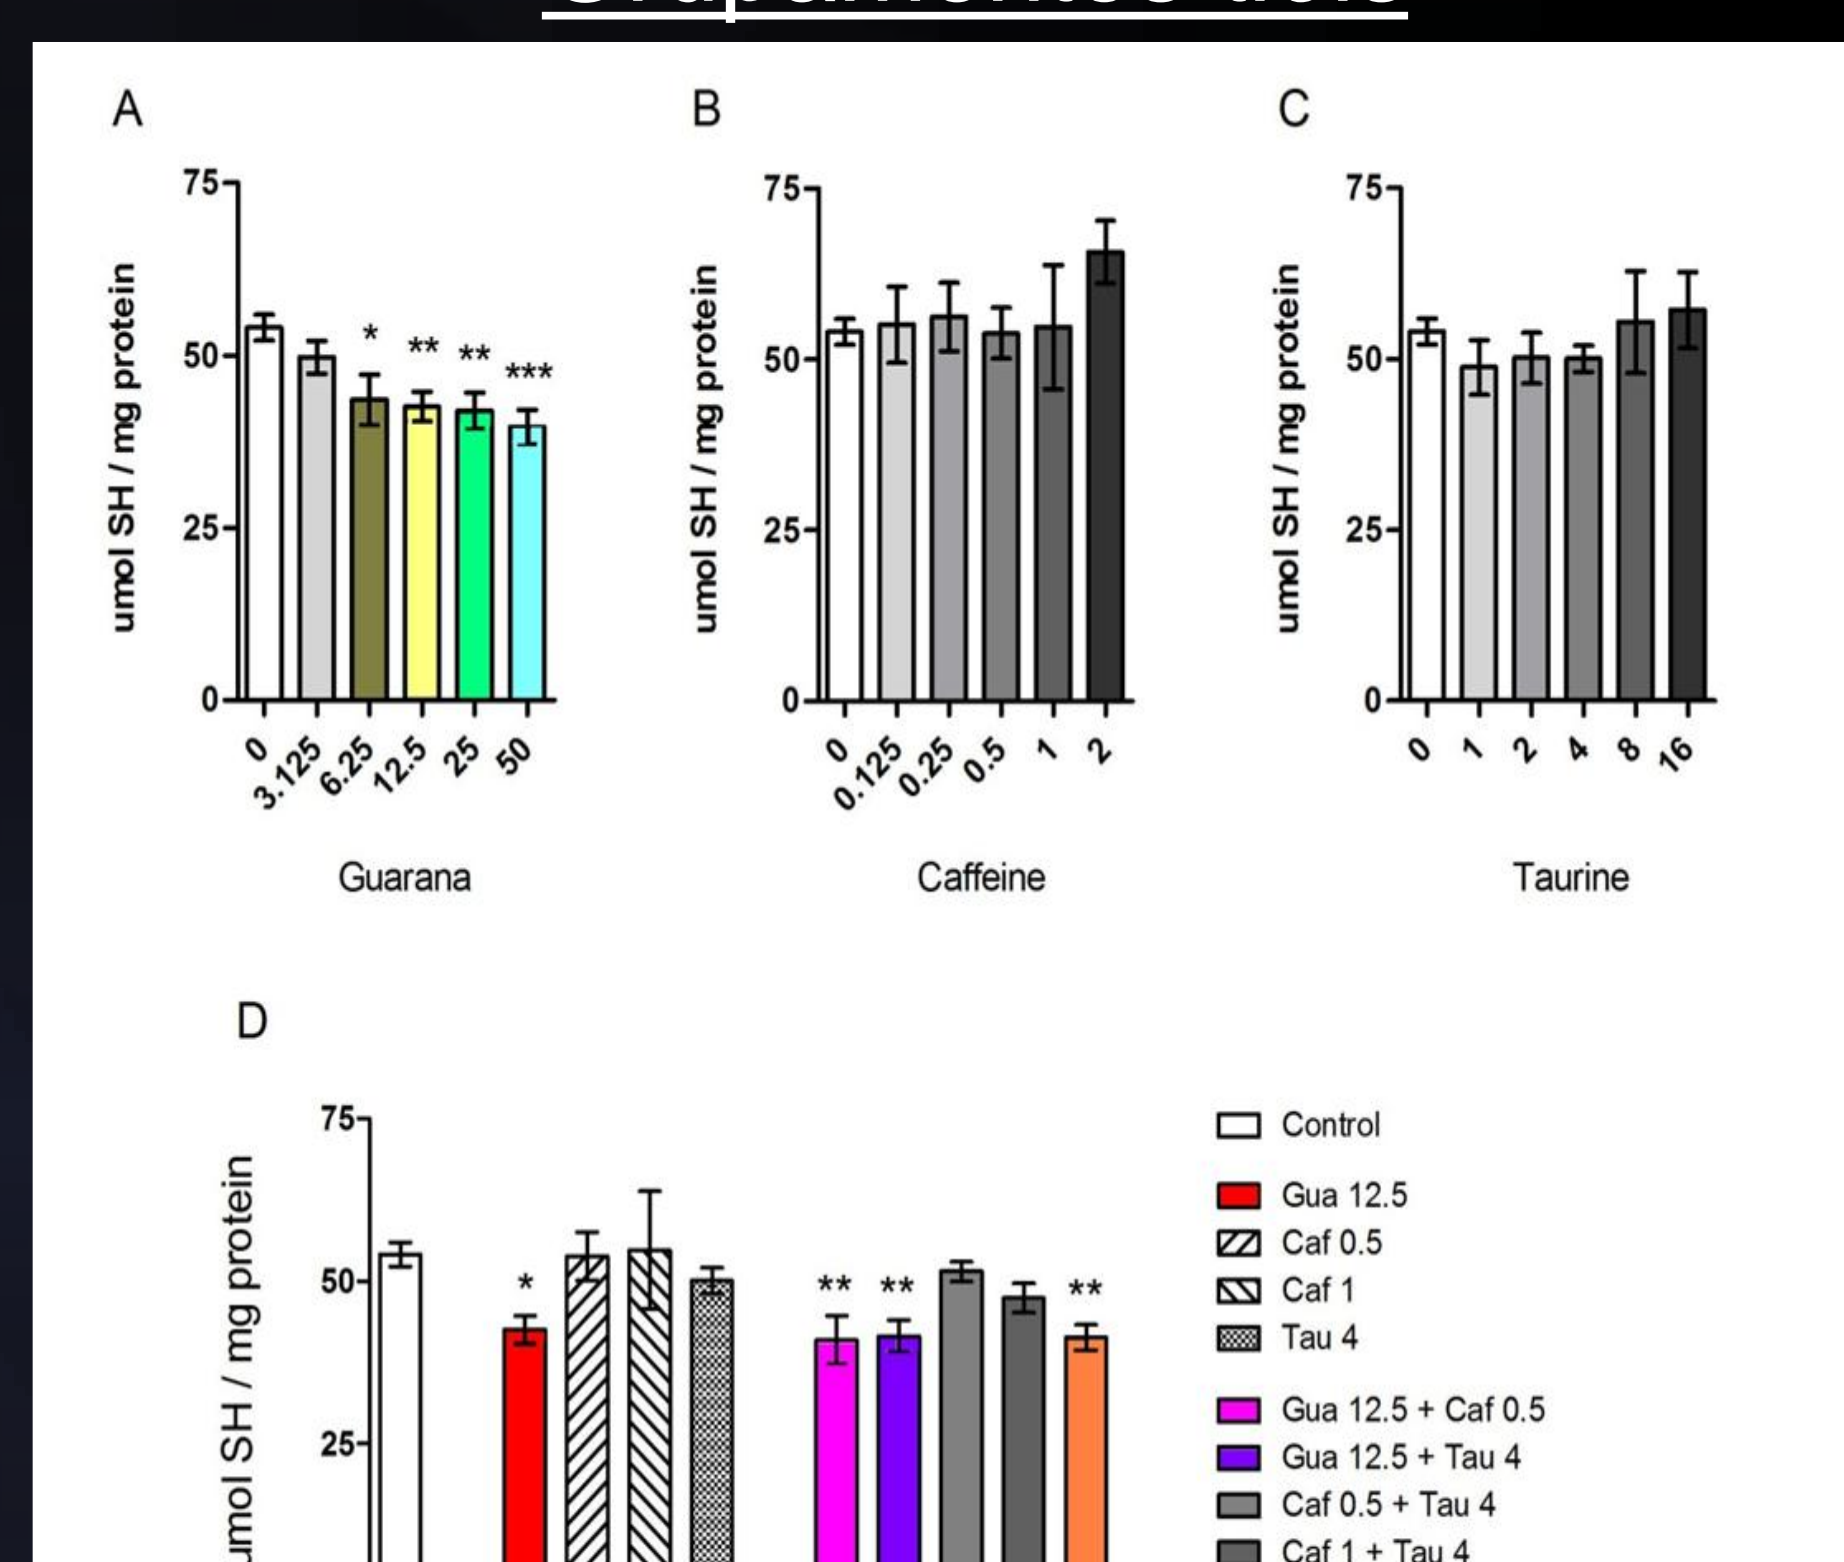 A
B
C
75
50
25
0
umol SH / mg protein
*
**
**
***
0
3.125
6.25
12.5
25
50
Guarana
75
50
25
0
umol SH / mg protein
0
0.125
0.25
0.5
1
2
Caffeine
75
50
25
0
umol SH / mg protein
0
1
2
4
8
16
Taurine
D
75
50
25
umol SH / mg protein
*
**
**
**
Control
Gua 12.5
Caf 0.5
Caf 1
Tau 4
Gua 12.5 + Caf 0.5
Gua 12.5 + Tau 4
Caf 0.5 + Tau 4
Caf 1 + Tau 4